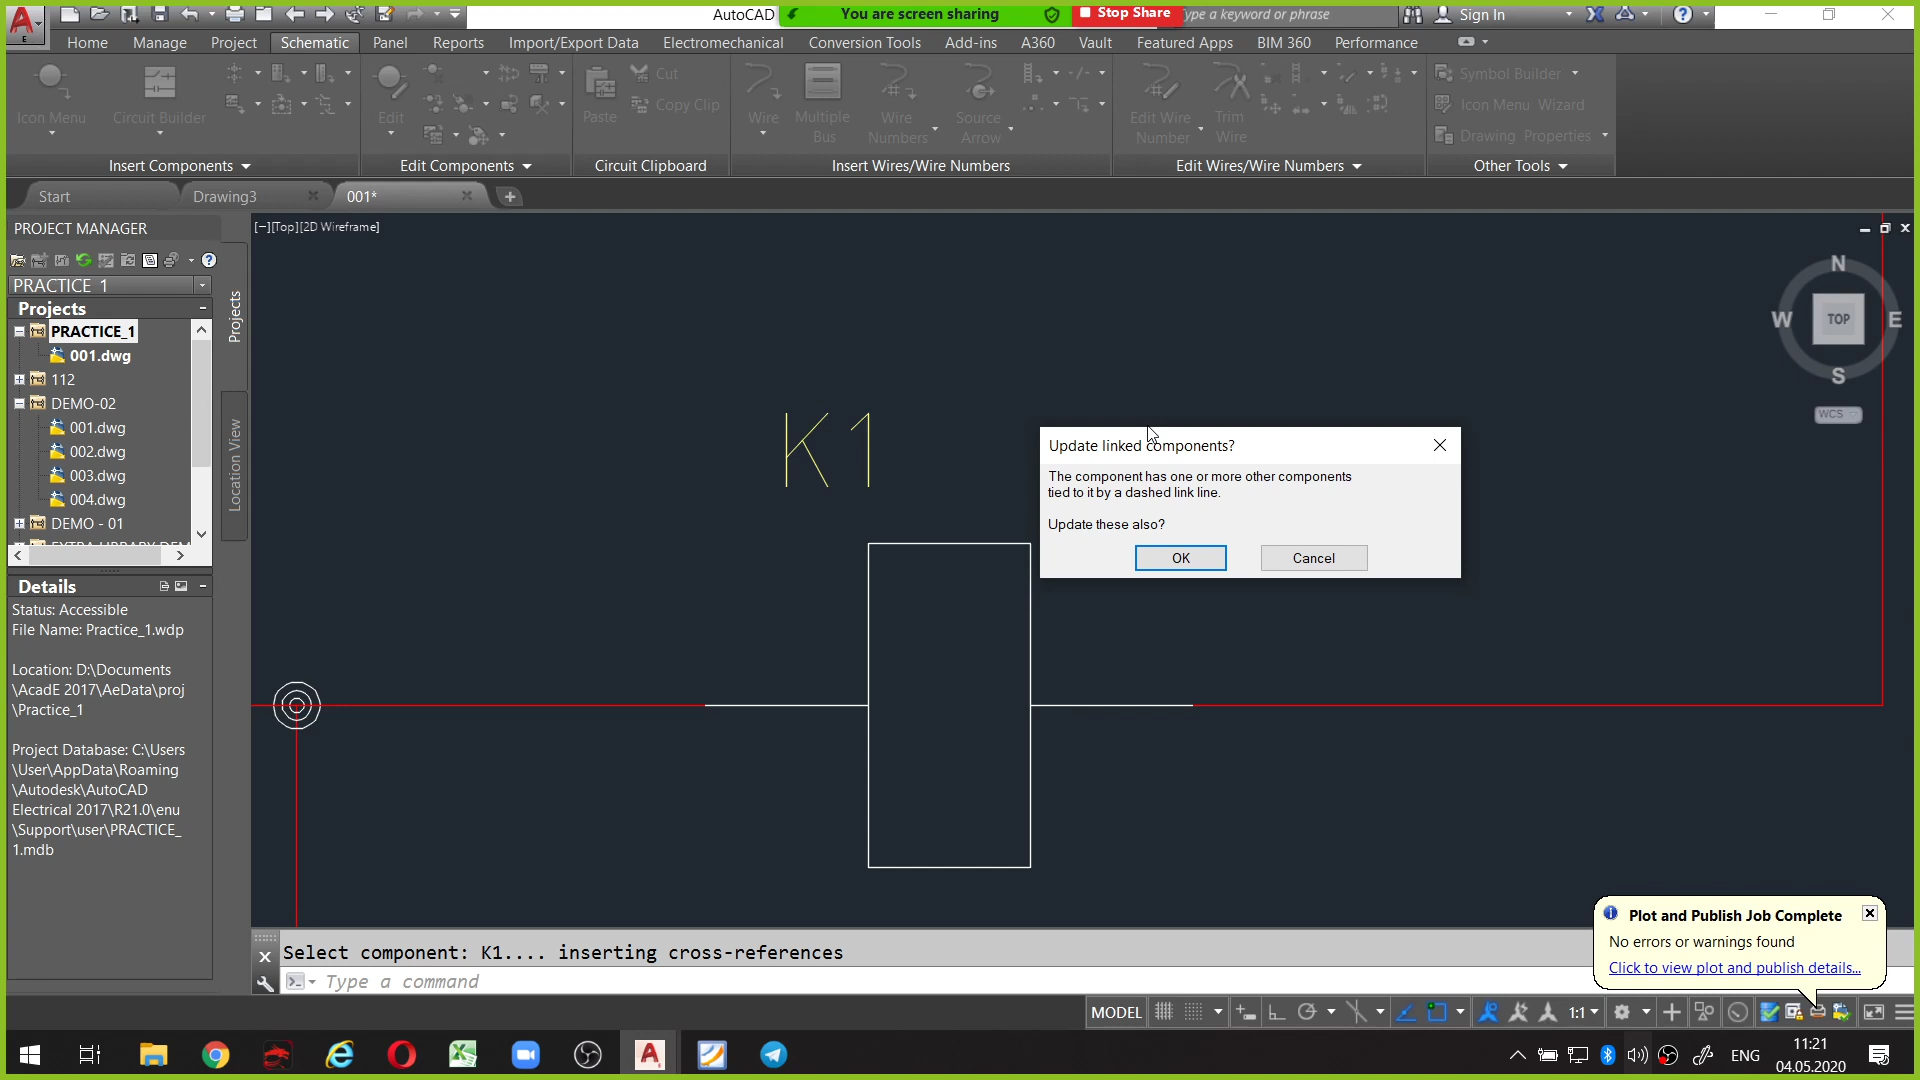 AutoCAD
You are screen sharing
Stop Share
ype a keyword or phrase
Sign In
E
Home
Manage
Project
Schematic
Panel
Reports
Import/Export Data
Electromechanical
Conversion Tools
Add-ins
A360
Vault
Featured Apps
BIM 360
Performance
Icon Menu
Circuit Builder
Edit
Paste
Cut
Copy Clip
Wire
Multiple
Bus
Wire
Numbers
Source
Arrow
Edit Wire
Number
Trim
Wire
Symbol Builder
Icon Menu Wizard
Drawing Properties
Insert Components
Edit Components
Circuit Clipboard
Insert Wires/Wire Numbers
Edit Wires/Wire Numbers
Other Tools
Start
Drawing3
001*
PROJECT MANAGER
PRACTICE_1
Projects
PRACTICE_1
001.dwg
112
DEMO-02
001.dwg
002.dwg
003.dwg
004.dwg
DEMO - 01
Projects
Location View
Details
Status: Accessible
File Name: Practice_1.wdp
Location: D:\Documents
\AcadE 2017\AeData\proj
\Practice_1
Project Database: C:\Users
\User\AppData\Roaming
\Autodesk\AutoCAD
Electrical 2017\R21.0\enu
\Support\user\PRACTICE_
1.mdb
[−][Top][2D Wireframe]
N
W
TOP
E
S
WCS
K1
Update linked components?
The component has one or more other components
tied to it by a dashed link line.
Update these also?
OK
Cancel
Plot and Publish Job Complete
No errors or warnings found
Click to view plot and publish details...
Select component: K1.... inserting cross-references
Type a command
MODEL
1:1
ENG
11:21
04.05.2020